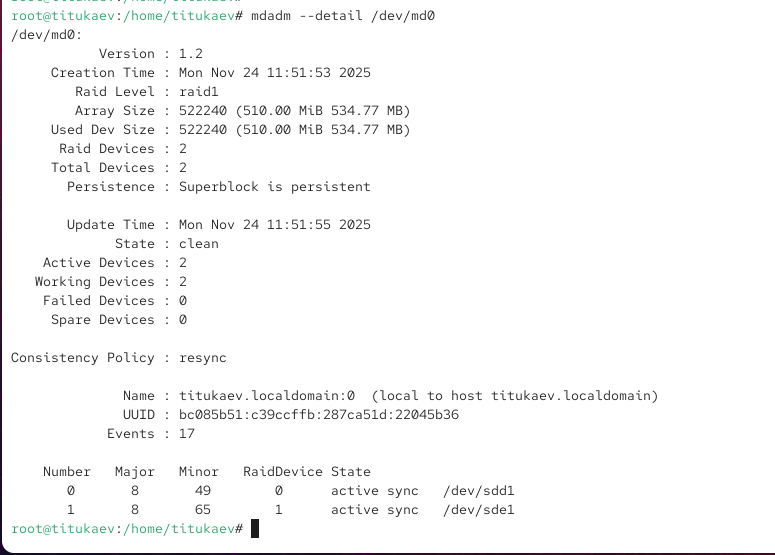 root@titukaev:/home/titukaev# mdadm --detail /dev/md0
/dev/md0:
Version : 1.2
Creation Time : Mon Nov 24 11:51:53 2025
Raid Level : raid1
Array Size : 522240 (510.00 MiB 534.77 MB)
Used Dev Size : 522240 (510.00 MiB 534.77 MB)
Raid Devices : 2
Total Devices : 2
Persistence : Superblock is persistent
Update Time : Mon Nov 24 11:51:55 2025
State : clean
Active Devices : 2
Working Devices : 2
Failed Devices : 0
Spare Devices : 0
Consistency Policy : resync
Name : titukaev.localdomain:0  (local to host titukaev.localdomain)
UUID : bc085b51:c39ccffb:287ca51d:22045b36
Events : 17
Number   Major   Minor   RaidDevice State
0       8       49        0      active sync   /dev/sdd1
1       8       65        1      active sync   /dev/sde1
root@titukaev:/home/titukaev#